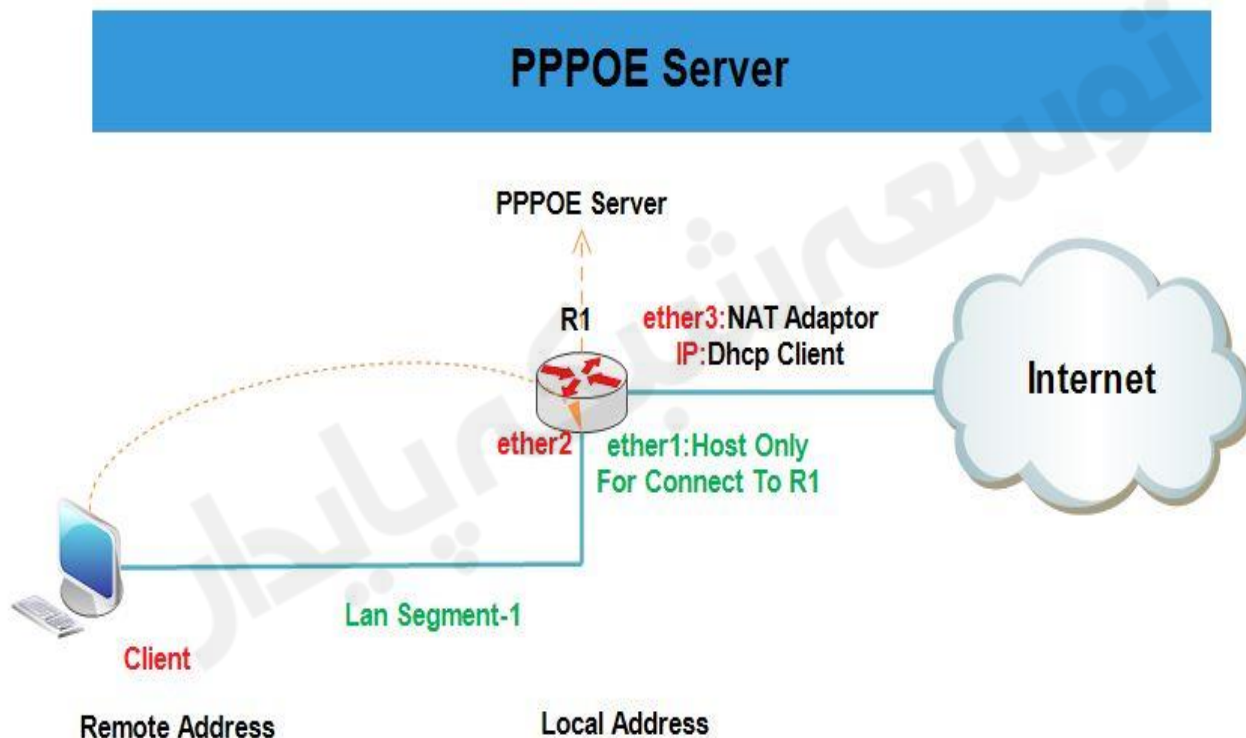 PPPOE Server
PPPOE Server
R1
ether3:NAT Adaptor
IP:Dhcp Client
Internet
ether2
ether1:Host Only
For Connect To R1
Lan Segment-1
Client
Remote Address
Local Address
توسعه شبکه پایدار